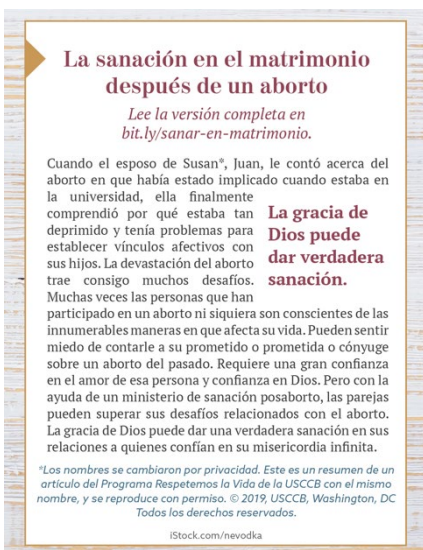 La sanación en el matrimonio
después de un aborto
Lee la versión completa en
bit.ly/sanar-en-matrimonio.
Cuando el esposo de Susan*, Juan, le contó acerca del
aborto en que había estado implicado cuando estaba en
la universidad, ella finalmente
comprendió por qué estaba tan
deprimido y tenía problemas para
establecer vínculos afectivos con
sus hijos. La devastación del aborto
trae consigo muchos desafíos.
Muchas veces las personas que han
La gracia de
Dios puede
dar verdadera
sanación.
participado en un aborto ni siquiera son conscientes de las
innumerables maneras en que afecta su vida. Pueden sentir
miedo de contarle a su prometido o prometida o cónyuge
sobre un aborto del pasado. Requiere una gran confianza
en el amor de esa persona y confianza en Dios. Pero con la
ayuda de un ministerio de sanación posaborto, las parejas
pueden superar sus desafíos relacionados con el aborto.
La gracia de Dios puede dar una verdadera sanación en sus
relaciones a quienes confían en su misericordia infinita.
*Los nombres se cambiaron por privacidad. Este es un resumen de un
artículo del Programa Respetemos la Vida de la USCCB con el mismo
nombre, y se reproduce con permiso. © 2019, USCCB, Washington, DC
Todos los derechos reservados.
iStock.com/nevodka